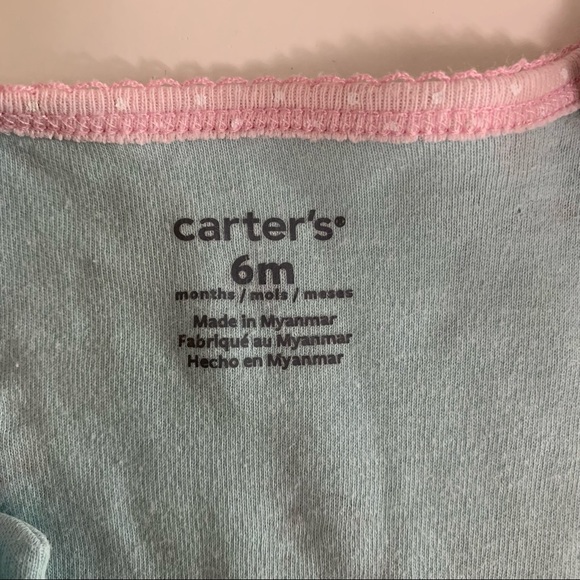 carter's®
6m
months / mois / meses
Made in Myanmar
Fabriqué au Myanmar
Hecho en Myanmar